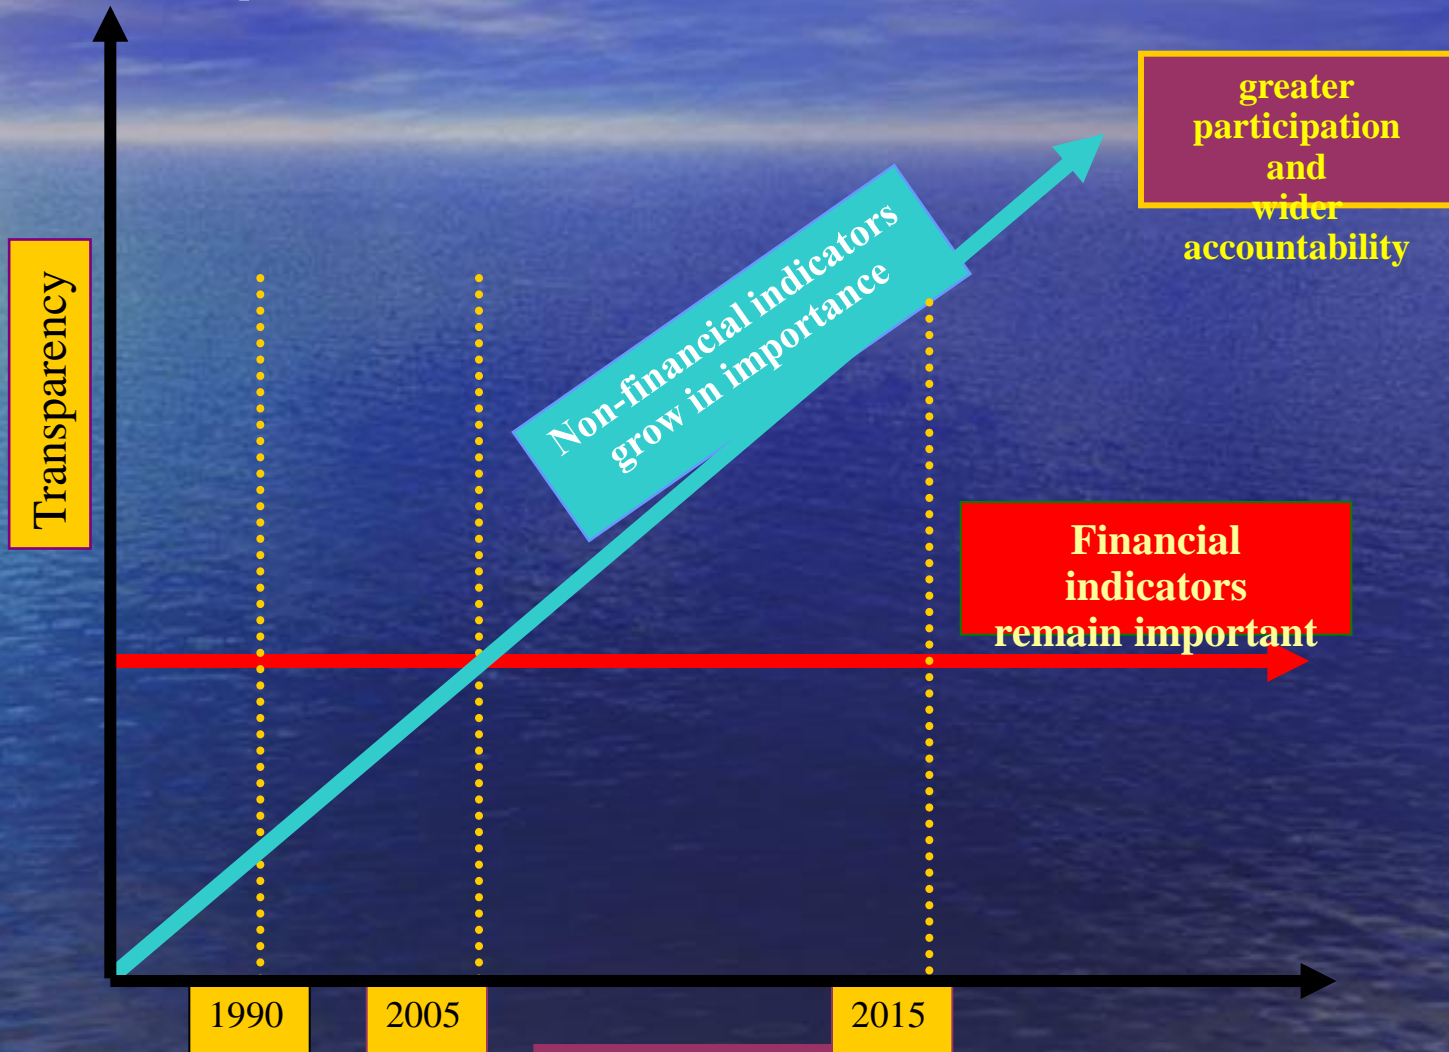 greater
participation
and
wider
accountability
Transparency
Non-financial indicators
grow in importance
Financial
indicators
remain important
1990
2005
2015